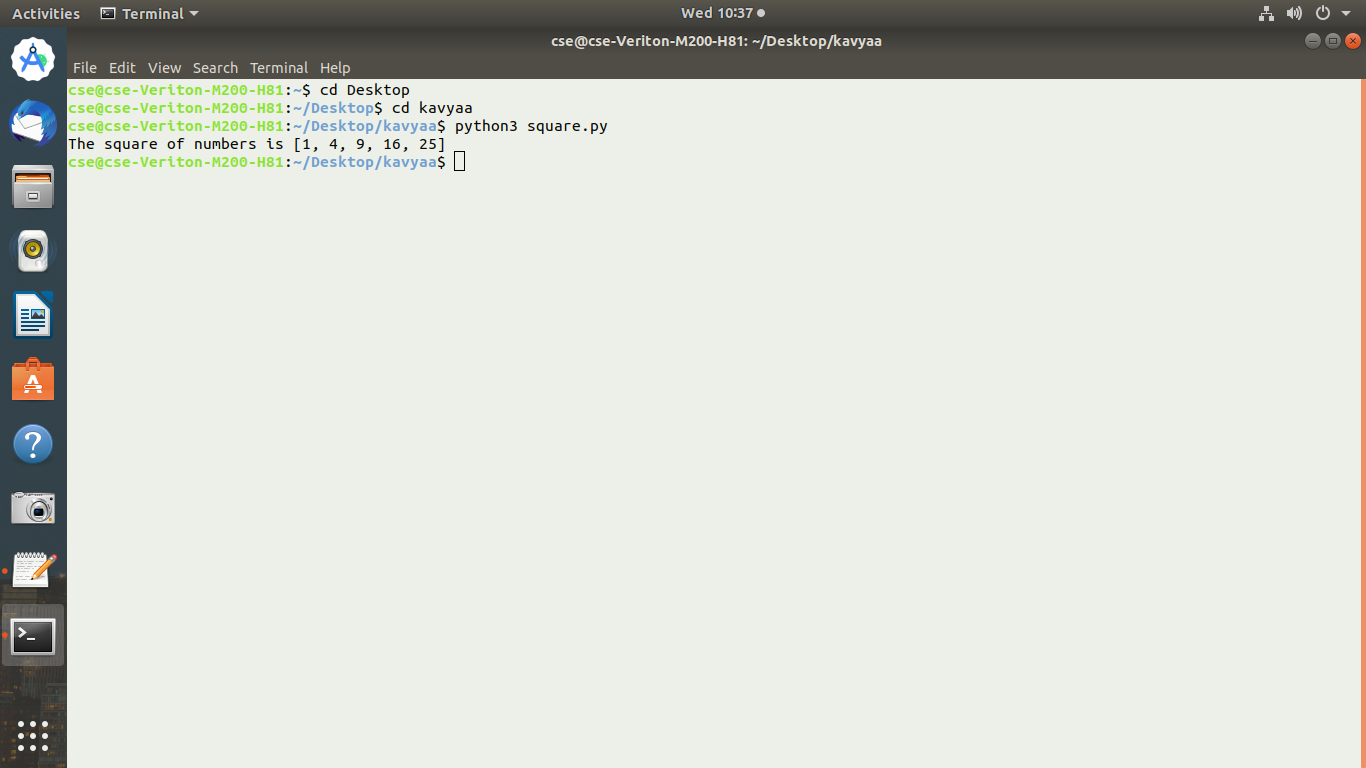 Activities Terminal Wed 10:37
cse@cse-Veriton-M200-H81: ~/Desktop/kavyaa
File Edit View Search Terminal Help
cse@cse-Veriton-M200-H81:~$ cd Desktop
cse@cse-Veriton-M200-H81:~/Desktop$ cd kavyaa
cse@cse-Veriton-M200-H81:~/Desktop/kavyaa$ python3 square.py
The square of numbers is [1, 4, 9, 16, 25]
cse@cse-Veriton-M200-H81:~/Desktop/kavyaa$